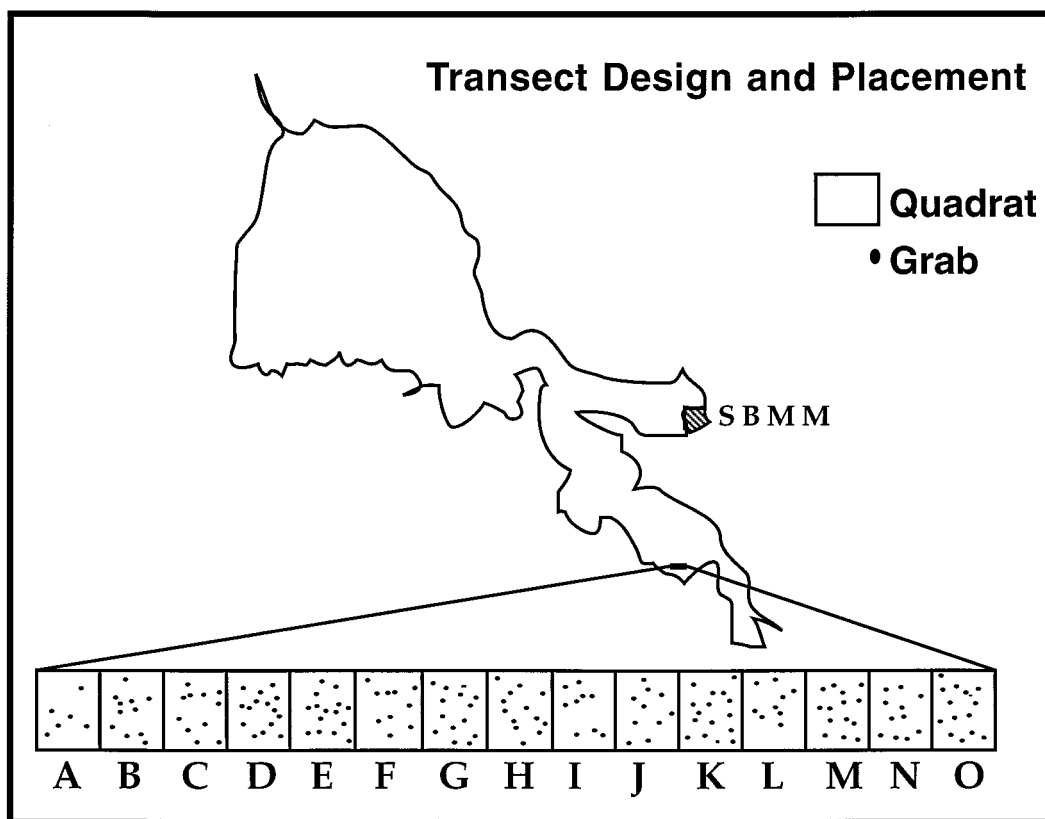 Transect Design and Placement
Quadrat
Grab
SBMM
A B C D E F G H I J K L M N O